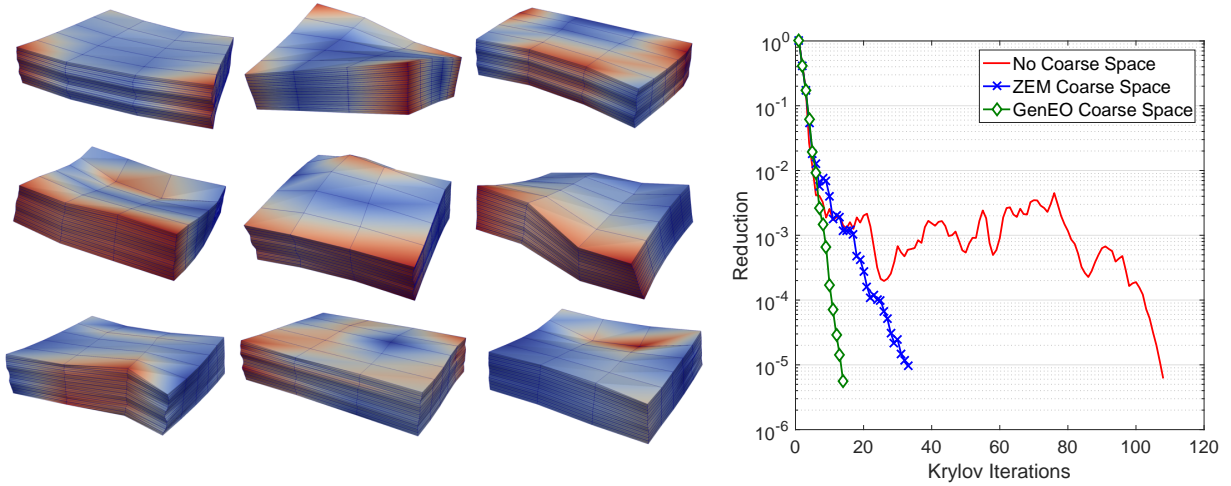 10^0
10^-1
10^-2
10^-3
10^-4
10^-5
10^-6
Reduction
No Coarse Space
ZEM Coarse Space
GenEO Coarse Space
0 20 40 60 80 100 120
Krylov Iterations